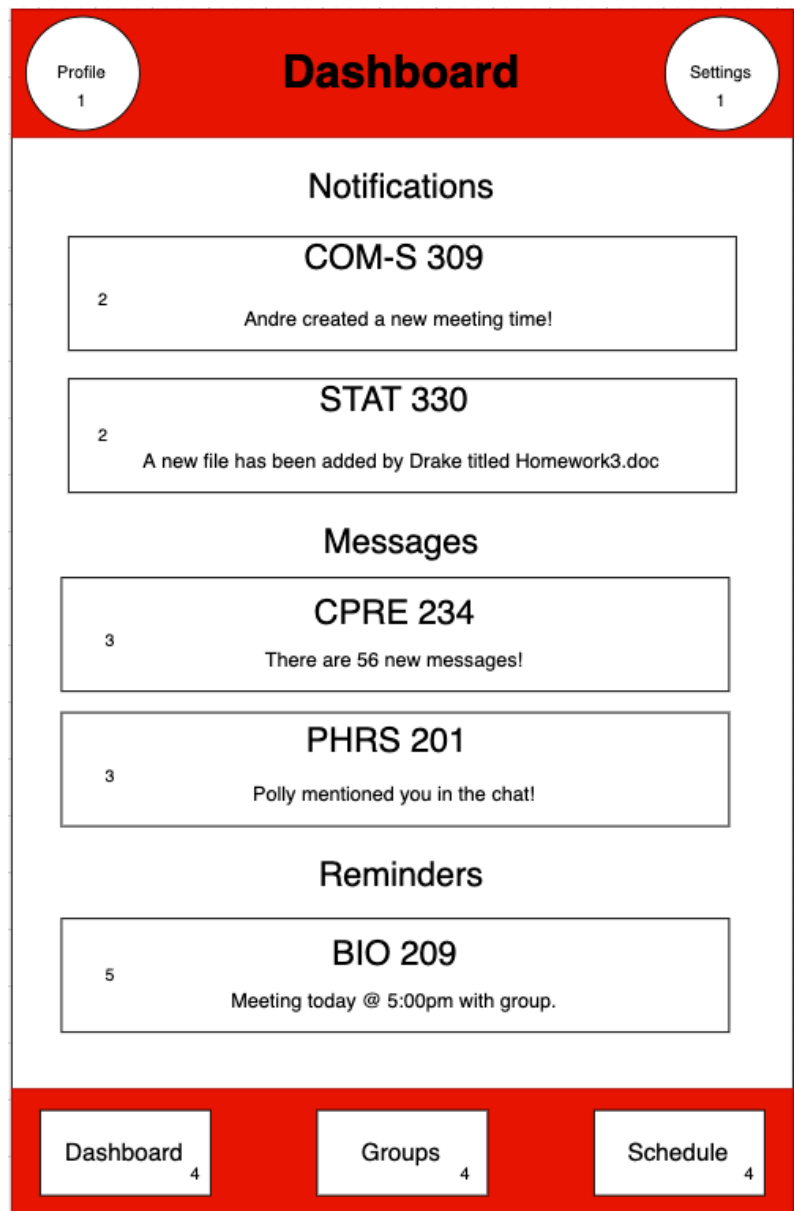 Profile
1
Dashboard
Settings
1
Notifications
COM-S 309
2
Andre created a new meeting time!
STAT 330
2
A new file has been added by Drake titled Homework3.doc
Messages
CPRE 234
3
There are 56 new messages!
PHRS 201
3
Polly mentioned you in the chat!
Reminders
BIO 209
5
Meeting today @ 5:00pm with group.
Dashboard
4
Groups
4
Schedule
4